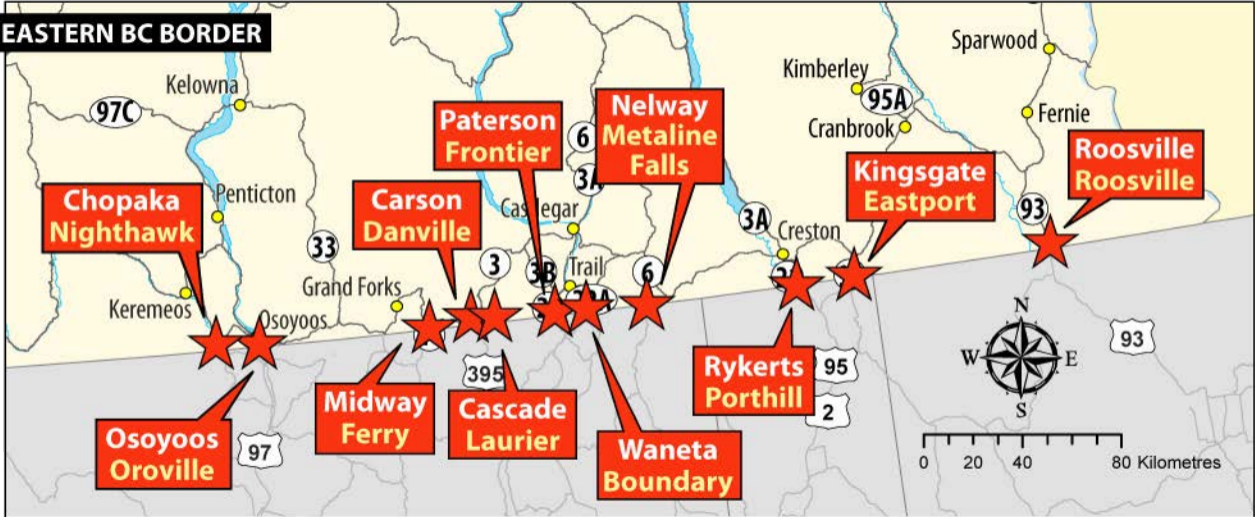 EASTERN BC BORDER
Kelowna
97C
Penticton
Chopaka
Nighthawk
Keremeos
Osoyoos
33
Grand Forks
Carson
Danville
3
Paterson
Frontier
6
3A
Castlegar
3B
Trail
Nelway
Metaline
Falls
6
3A
Creston
Kimberley
95A
Cranbrook
Kingsgate
Eastport
Sparwood
Fernie
Roosville
Roosville
93
Osoyoos
Oroville
97
Midway
Ferry
395
Cascade
Laurier
Waneta
Boundary
Rykerts
Porthill
95
2
N
W
E
S
93
0 20 40 80 Kilometres